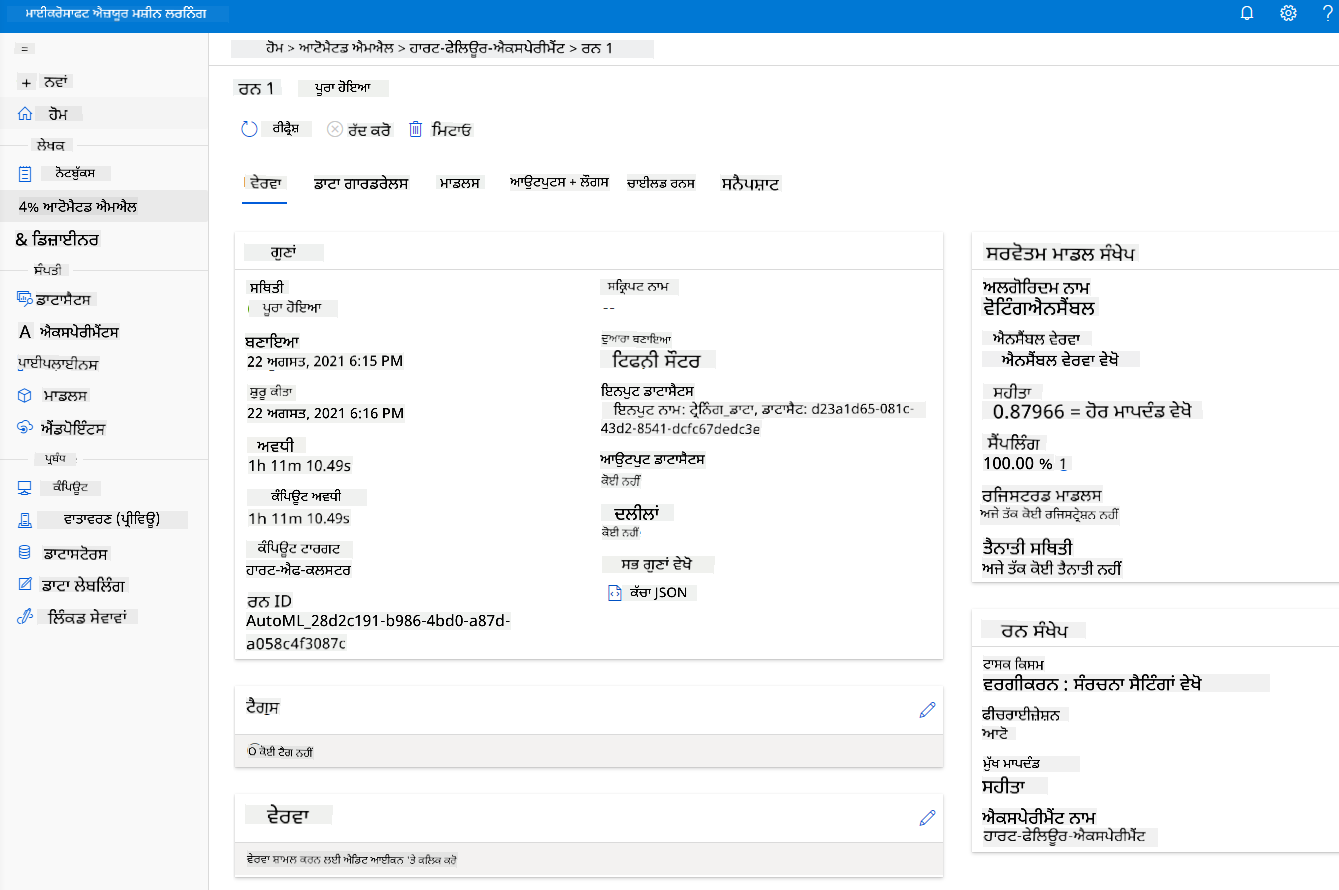 ਮਾਈਕਰੋਸਾਫਟ ਐਜ਼ਯੂਰ ਮਸ਼ੀਨ ਲਰਨਿੰਗ
ਹੋਮ > ਆਟੋਮੈਟਡ ਐਮਐਲ > ਹਾਰਟ-ਫੇਲਿਊਰ-ਐਕਸਪੇਰੀਮੈਂਟ > ਰਨ 1
+ ਨਵਾਂ
ਹੋਮ
ਲੇਖਕ
ਨੋਟਬੁੱਕਸ
4% ਆਟੋਮੈਟਡ ਐਮਐਲ
& ਡਿਜ਼ਾਈਨਰ
ਸੰਪਤੀ
ਡਾਟਾਸੈਟਸ
A ਐਕਸਪੇਰੀਮੈਂਟਸ
ਪਾਈਪਲਾਈਨਸ
ਮਾਡਲਸ
ਐਂਡਪੋਇੰਟਸ
ਪ੍ਰਬੰਧ
ਕੰਪਿਊਟ
ਵਾਤਾਵਰਣ (ਪ੍ਰੀਵਿਊ)
ਡਾਟਾਸਟੋਰਸ
ਡਾਟਾ ਲੇਬਲਿੰਗ
ਲਿੰਕਡ ਸੇਵਾਵਾਂ
ਰਨ 1 ਪੂਰਾ ਹੋਇਆ
ਰੀਫ੍ਰੈਸ਼ ਰੱਦ ਕਰੋ ਮਿਟਾਓ
ਵੇਰਵਾ ਡਾਟਾ ਗਾਰਡਰੇਲਸ ਮਾਡਲਸ ਆਉਟਪੁਟਸ + ਲੌਗਸ ਚਾਈਲਡ ਰਨਸ ਸਨੈਪਸ਼ਾਟ
ਗੁਣਾਂ
ਸਥਿਤੀ
ਪੂਰਾ ਹੋਇਆ
ਬਣਾਇਆ
22 ਅਗਸਤ, 2021 6:15 PM
ਸ਼ੁਰੂ ਕੀਤਾ
22 ਅਗਸਤ, 2021 6:16 PM
ਅਵਧੀ
1h 11m 10.49s
ਕੰਪਿਊਟ ਅਵਧੀ
1h 11m 10.49s
ਕੰਪਿਊਟ ਟਾਰਗਟ
ਹਾਰਟ-ਐਫ-ਕਲਸਟਰ
ਰਨ ID
AutoML_28d2c191-b986-4bd0-a87d-
a058c4f3087c
ਸਕ੍ਰਿਪਟ ਨਾਮ
--
ਦੁਆਰਾ ਬਣਾਇਆ
ਟਿਫਨੀ ਸੌਟਰ
ਇਨਪੁਟ ਡਾਟਾਸੈਟਸ
ਇਨਪੁਟ ਨਾਮ: ਟ੍ਰੇਨਿੰਗ_ਡਾਟਾ, ਡਾਟਾਸੈਟ: d23a1d65-081c-
43d2-8541-dcfc67dedc3e
ਆਉਟਪੁਟ ਡਾਟਾਸੈਟਸ
ਕੋਈ ਨਹੀਂ
ਦਲੀਲਾਂ
ਕੋਈ ਨਹੀਂ
ਸਭ ਗੁਣਾਂ ਵੇਖੋ
ਕੱਚਾ JSON
ਟੈਗਸ
ਕੋਈ ਟੈਗ ਨਹੀਂ
ਵੇਰਵਾ
ਵੇਰਵਾ ਸ਼ਾਮਲ ਕਰਨ ਲਈ ਐਡਿਟ ਆਈਕਨ 'ਤੇ ਕਲਿਕ ਕਰੋ
ਸਰਵੋਤਮ ਮਾਡਲ ਸੰਖੇਪ
ਅਲਗੋਰਿਦਮ ਨਾਮ
ਵੋਟਿੰਗਐਨਸੈਂਬਲ
ਐਨਸੈਂਬਲ ਵੇਰਵਾ
ਐਨਸੈਂਬਲ ਵੇਰਵਾ ਵੇਖੋ
ਸਹੀਤਾ
0.87966 = ਹੋਰ ਮਾਪਦੰਡ ਵੇਖੋ
ਸੈਂਪਲਿੰਗ
100.00 % 1
ਰਜਿਸਟਰਡ ਮਾਡਲਸ
ਅਜੇ ਤੱਕ ਕੋਈ ਰਜਿਸਟ੍ਰੇਸ਼ਨ ਨਹੀਂ
ਤੈਨਾਤੀ ਸਥਿਤੀ
ਅਜੇ ਤੱਕ ਕੋਈ ਤੈਨਾਤੀ ਨਹੀਂ
ਰਨ ਸੰਖੇਪ
ਟਾਸਕ ਕਿਸਮ
ਵਰਗੀਕਰਨ : ਸੰਰਚਨਾ ਸੈਟਿੰਗਾਂ ਵੇਖੋ
ਫੀਚਰਾਈਜ਼ੇਸ਼ਨ
ਆਟੋ
ਮੁੱਖ ਮਾਪਦੰਡ
ਸਹੀਤਾ
ਐਕਸਪੇਰੀਮੈਂਟ ਨਾਮ
ਹਾਰਟ-ਫੇਲਿਊਰ-ਐਕਸਪੇਰੀਮੈਂਟ